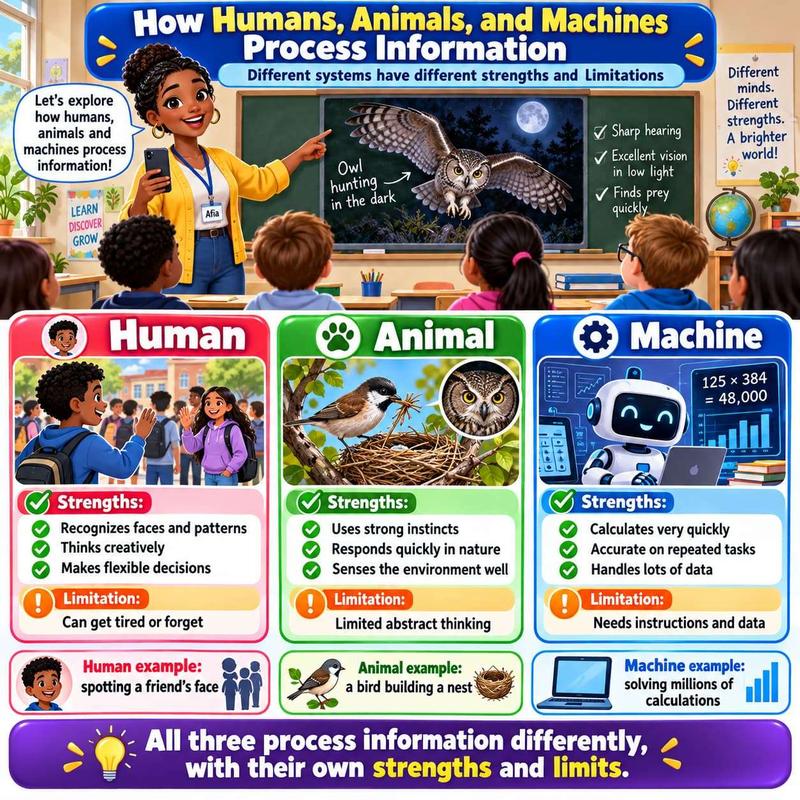 How Humans, Animals, and Machines
Process Information
Different systems have different strengths and Limitations
Let's explore
how humans,
animals and
machines process
information!
LEARN
DISCOVER
GROW
Afia
Owl
hunting
in the dark
Sharp hearing
Excellent vision
in low light
Finds prey
quickly
Different
minds.
Different
strengths.
A brighter
world!
Human
Strengths:
Recognizes faces and patterns
Thinks creatively
Makes flexible decisions
Limitation:
Can get tired or forget
Human example:
spotting a friend's face
Animal
Strengths:
Uses strong instincts
Responds quickly in nature
Senses the environment well
Limitation:
Limited abstract thinking
Animal example:
a bird building a nest
Machine
125 × 384
= 48,000
Strengths:
Calculates very quickly
Accurate on repeated tasks
Handles lots of data
Limitation:
Needs instructions and data
Machine example:
solving millions of
calculations
All three process information differently,
with their own strengths and limits.